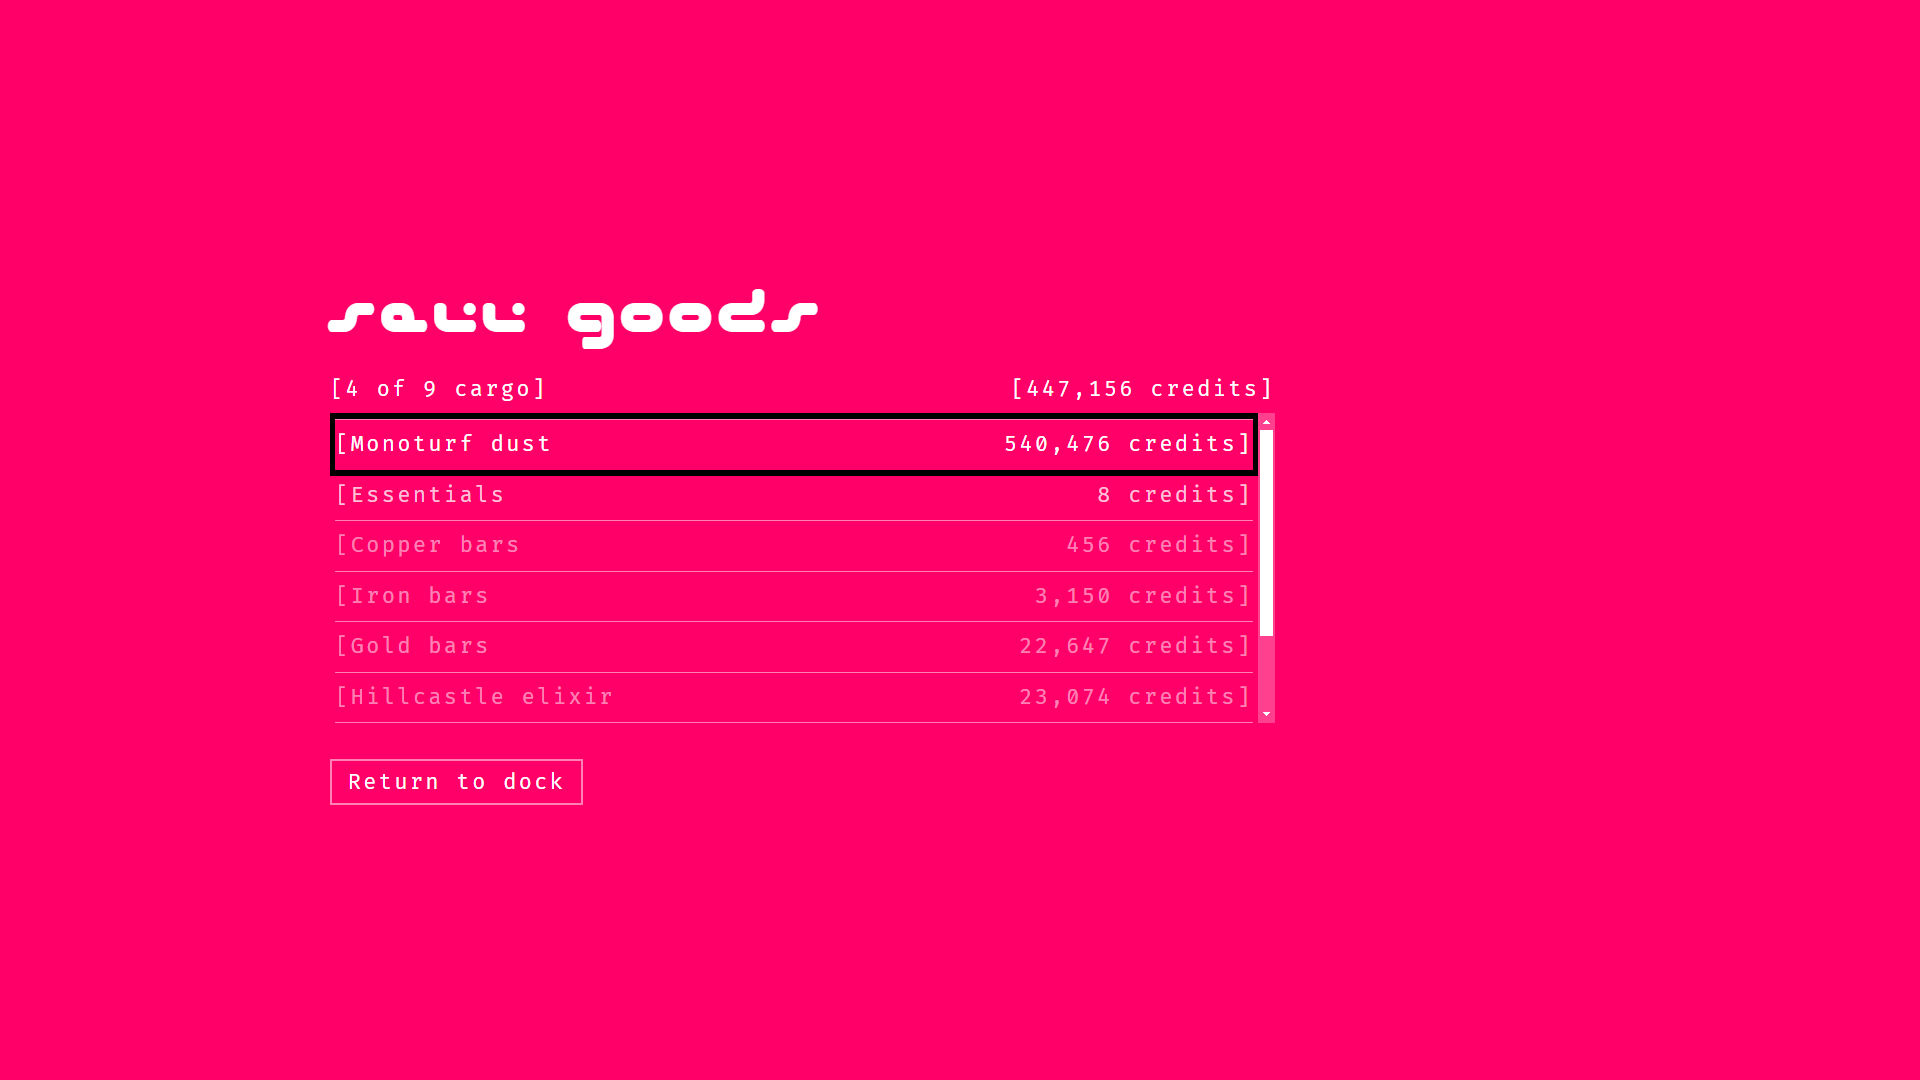 sell goods
[4 of 9 cargo] [447,156 credits]
[Monoturf dust 540,476 credits]
[Essentials 8 credits]
[Copper bars 456 credits]
[Iron bars 3,150 credits]
[Gold bars 22,647 credits]
[Hillcastle elixir 23,074 credits]
Return to dock